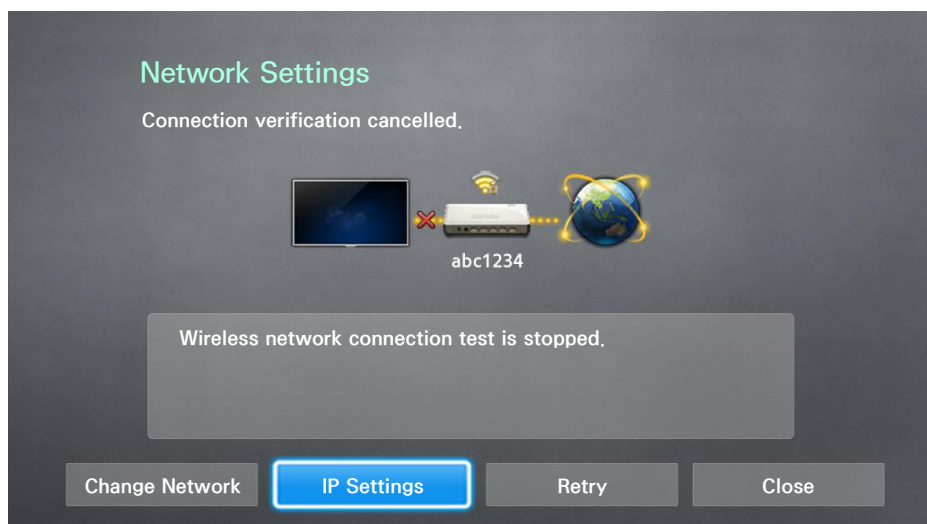 Network Settings
Connection verification cancelled.
abc1234
Wireless network connection test is stopped.
Change Network
IP Settings
Retry
Close